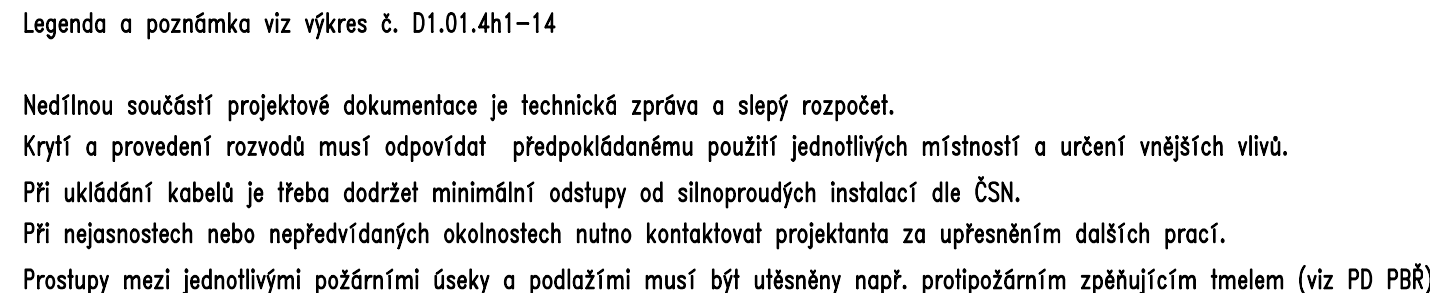 Legenda a poznámka viz výkres č. D1.01.4h1-14
Nedílnou součástí projektové dokumentace je technická zpráva a slepý rozpočet.
Krytí a provedení rozvodů musí odpovídat předpokládanému použití jednotlivých místností a určení vnějších vlivů.
Při ukládání kabelů je třeba dodržet minimální odstupy od silnoproudých instalací dle ČSN.
Při nejasnostech nebo nepředvídaných okolnostech nutno kontaktovat projektanta za upřesněním dalších prací.
Prostupy mezi jednotlivými požárními úseky a podlažími musí být utěsněny např. protipožárním zpěňujícím tmelem (viz PD PBŘ)